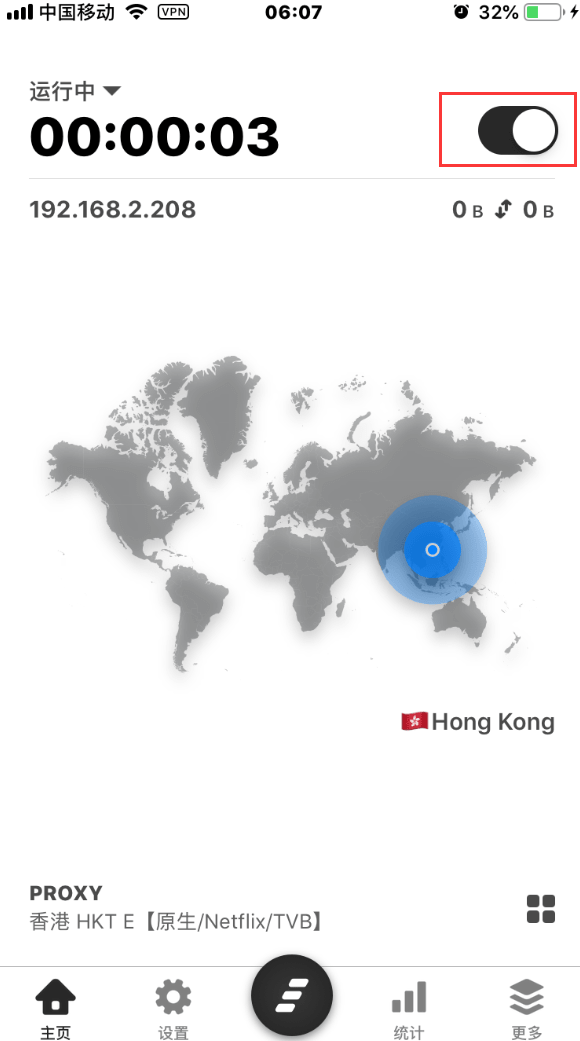 中国移动 VPN 06:07 32%
运行中
00:00:03
192.168.2.208 0 B 0 B
Hong Kong
PROXY
香港 HKT E【原生/Netflix/TVB】
主页 设置 统计 更多